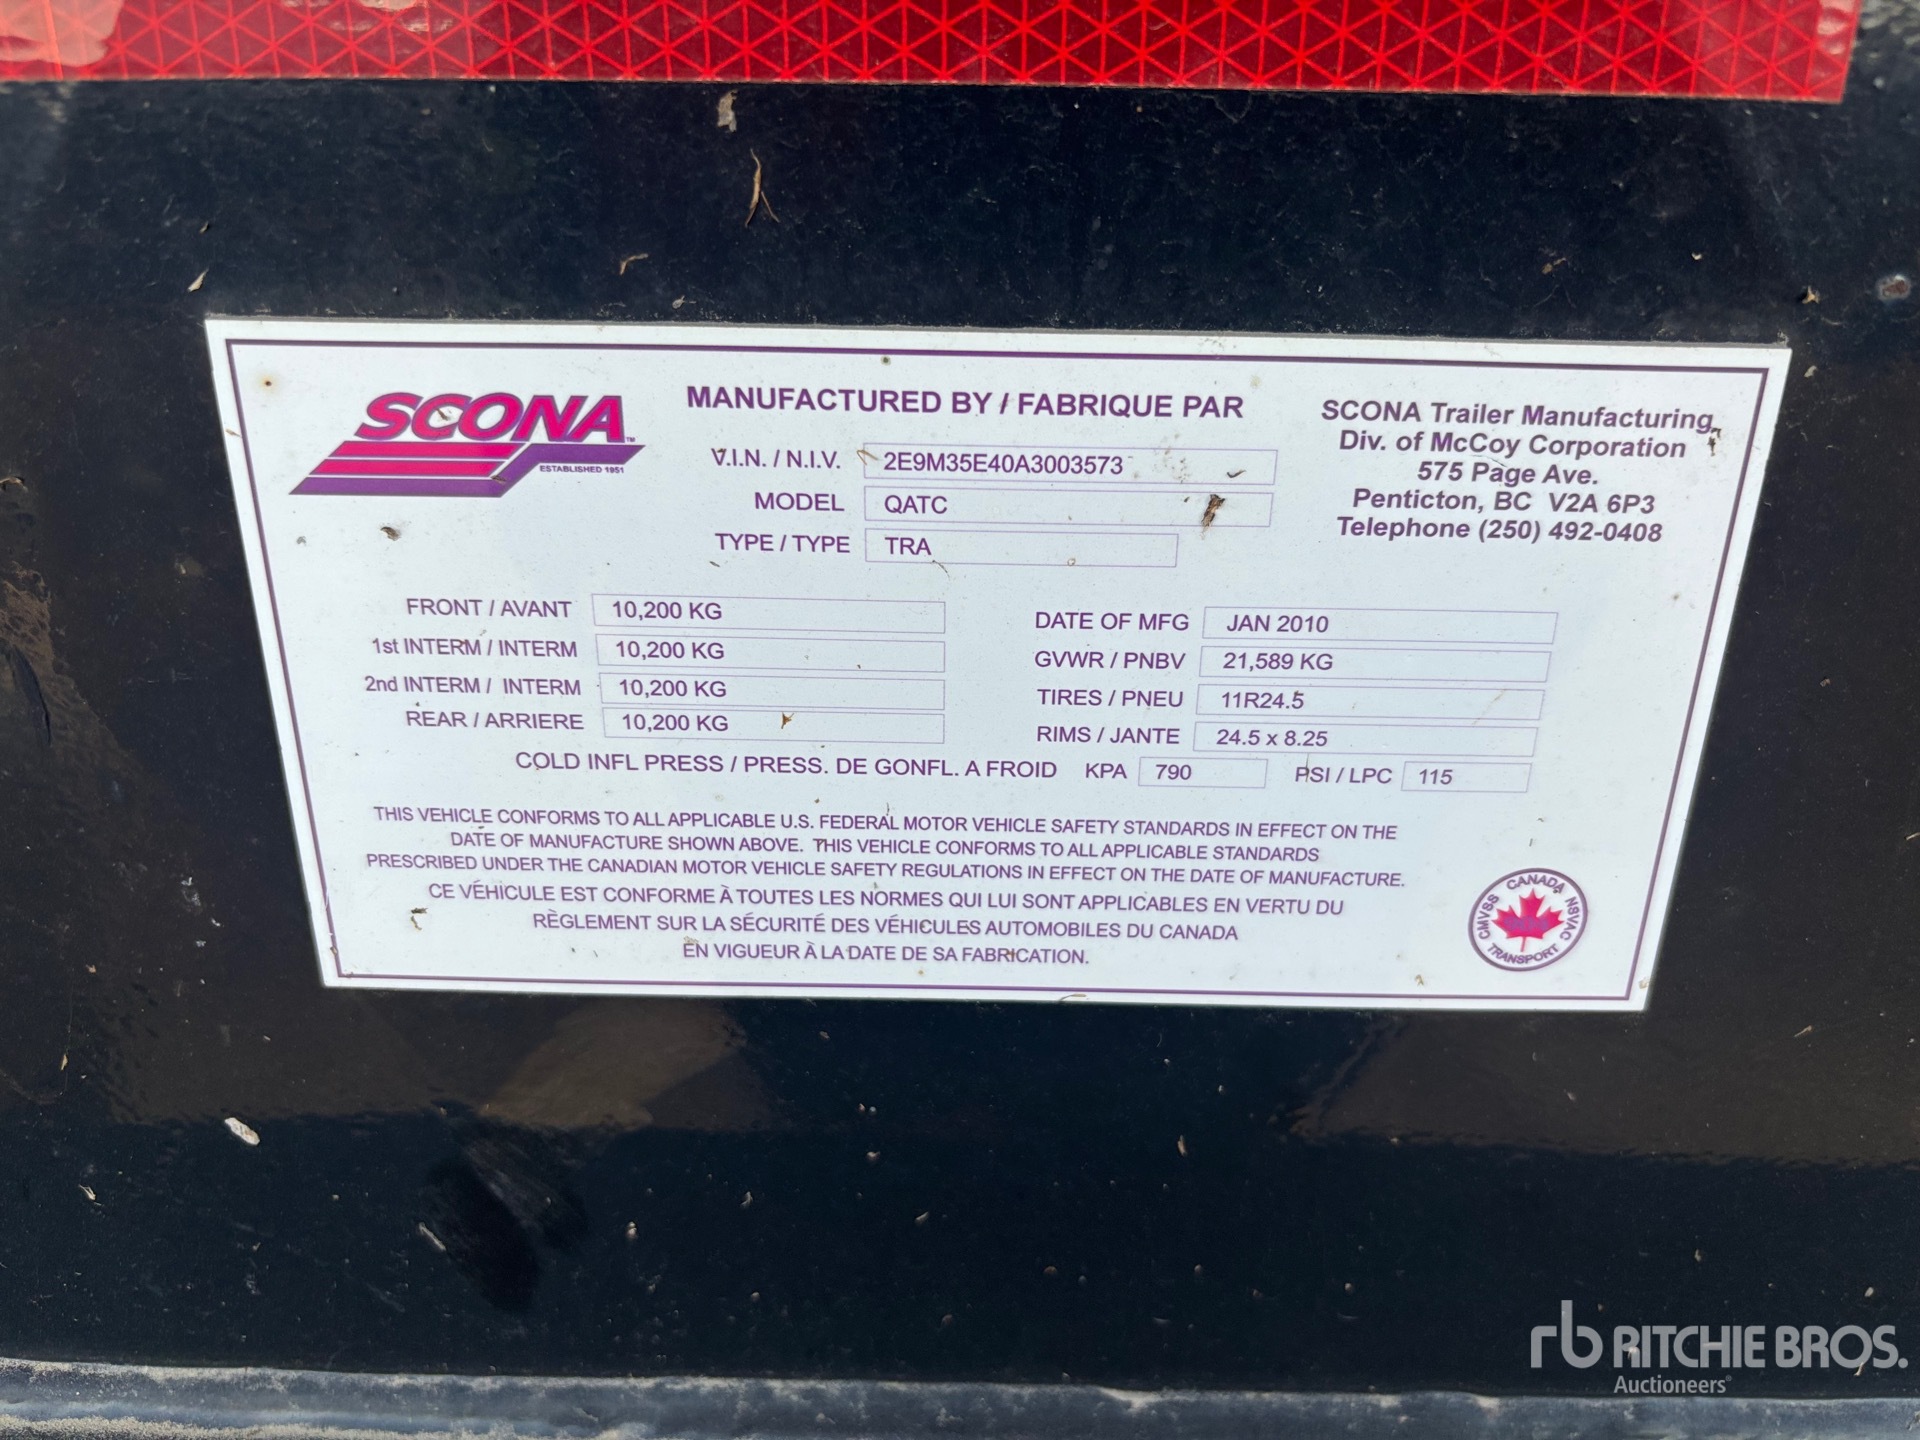 SCONA™
ESTABLISHED 1951
MANUFACTURED BY / FABRIQUE PAR
V.I.N. / N.I.V. 2E9M35E40A3003573
MODEL QATC
TYPE / TYPE TRA
SCONA Trailer Manufacturing,
Div. of McCoy Corporation
575 Page Ave.
Penticton, BC V2A 6P3
Telephone (250) 492-0408
FRONT / AVANT 10,200 KG
1st INTERM / INTERM 10,200 KG
2nd INTERM / INTERM 10,200 KG
REAR / ARRIERE 10,200 KG
DATE OF MFG JAN 2010
GVWR / PNBV 21,589 KG
TIRES / PNEU 11R24.5
RIMS / JANTE 24.5 x 8.25
COLD INFL PRESS / PRESS. DE GONFL. A FROID KPA 790 PSI / LPC 115
THIS VEHICLE CONFORMS TO ALL APPLICABLE U.S. FEDERAL MOTOR VEHICLE SAFETY STANDARDS IN EFFECT ON THE
DATE OF MANUFACTURE SHOWN ABOVE. THIS VEHICLE CONFORMS TO ALL APPLICABLE STANDARDS
PRESCRIBED UNDER THE CANADIAN MOTOR VEHICLE SAFETY REGULATIONS IN EFFECT ON THE DATE OF MANUFACTURE.
CE VÉHICULE EST CONFORME À TOUTES LES NORMES QUI LUI SONT APPLICABLES EN VERTU DU
RÈGLEMENT SUR LA SÉCURITÉ DES VÉHICULES AUTOMOBILES DU CANADA
EN VIGUEUR À LA DATE DE SA FABRICATION.
CANADA
CMVSS NSVAC
TRANSPORT
rb RITCHIE BROS.
Auctioneers®